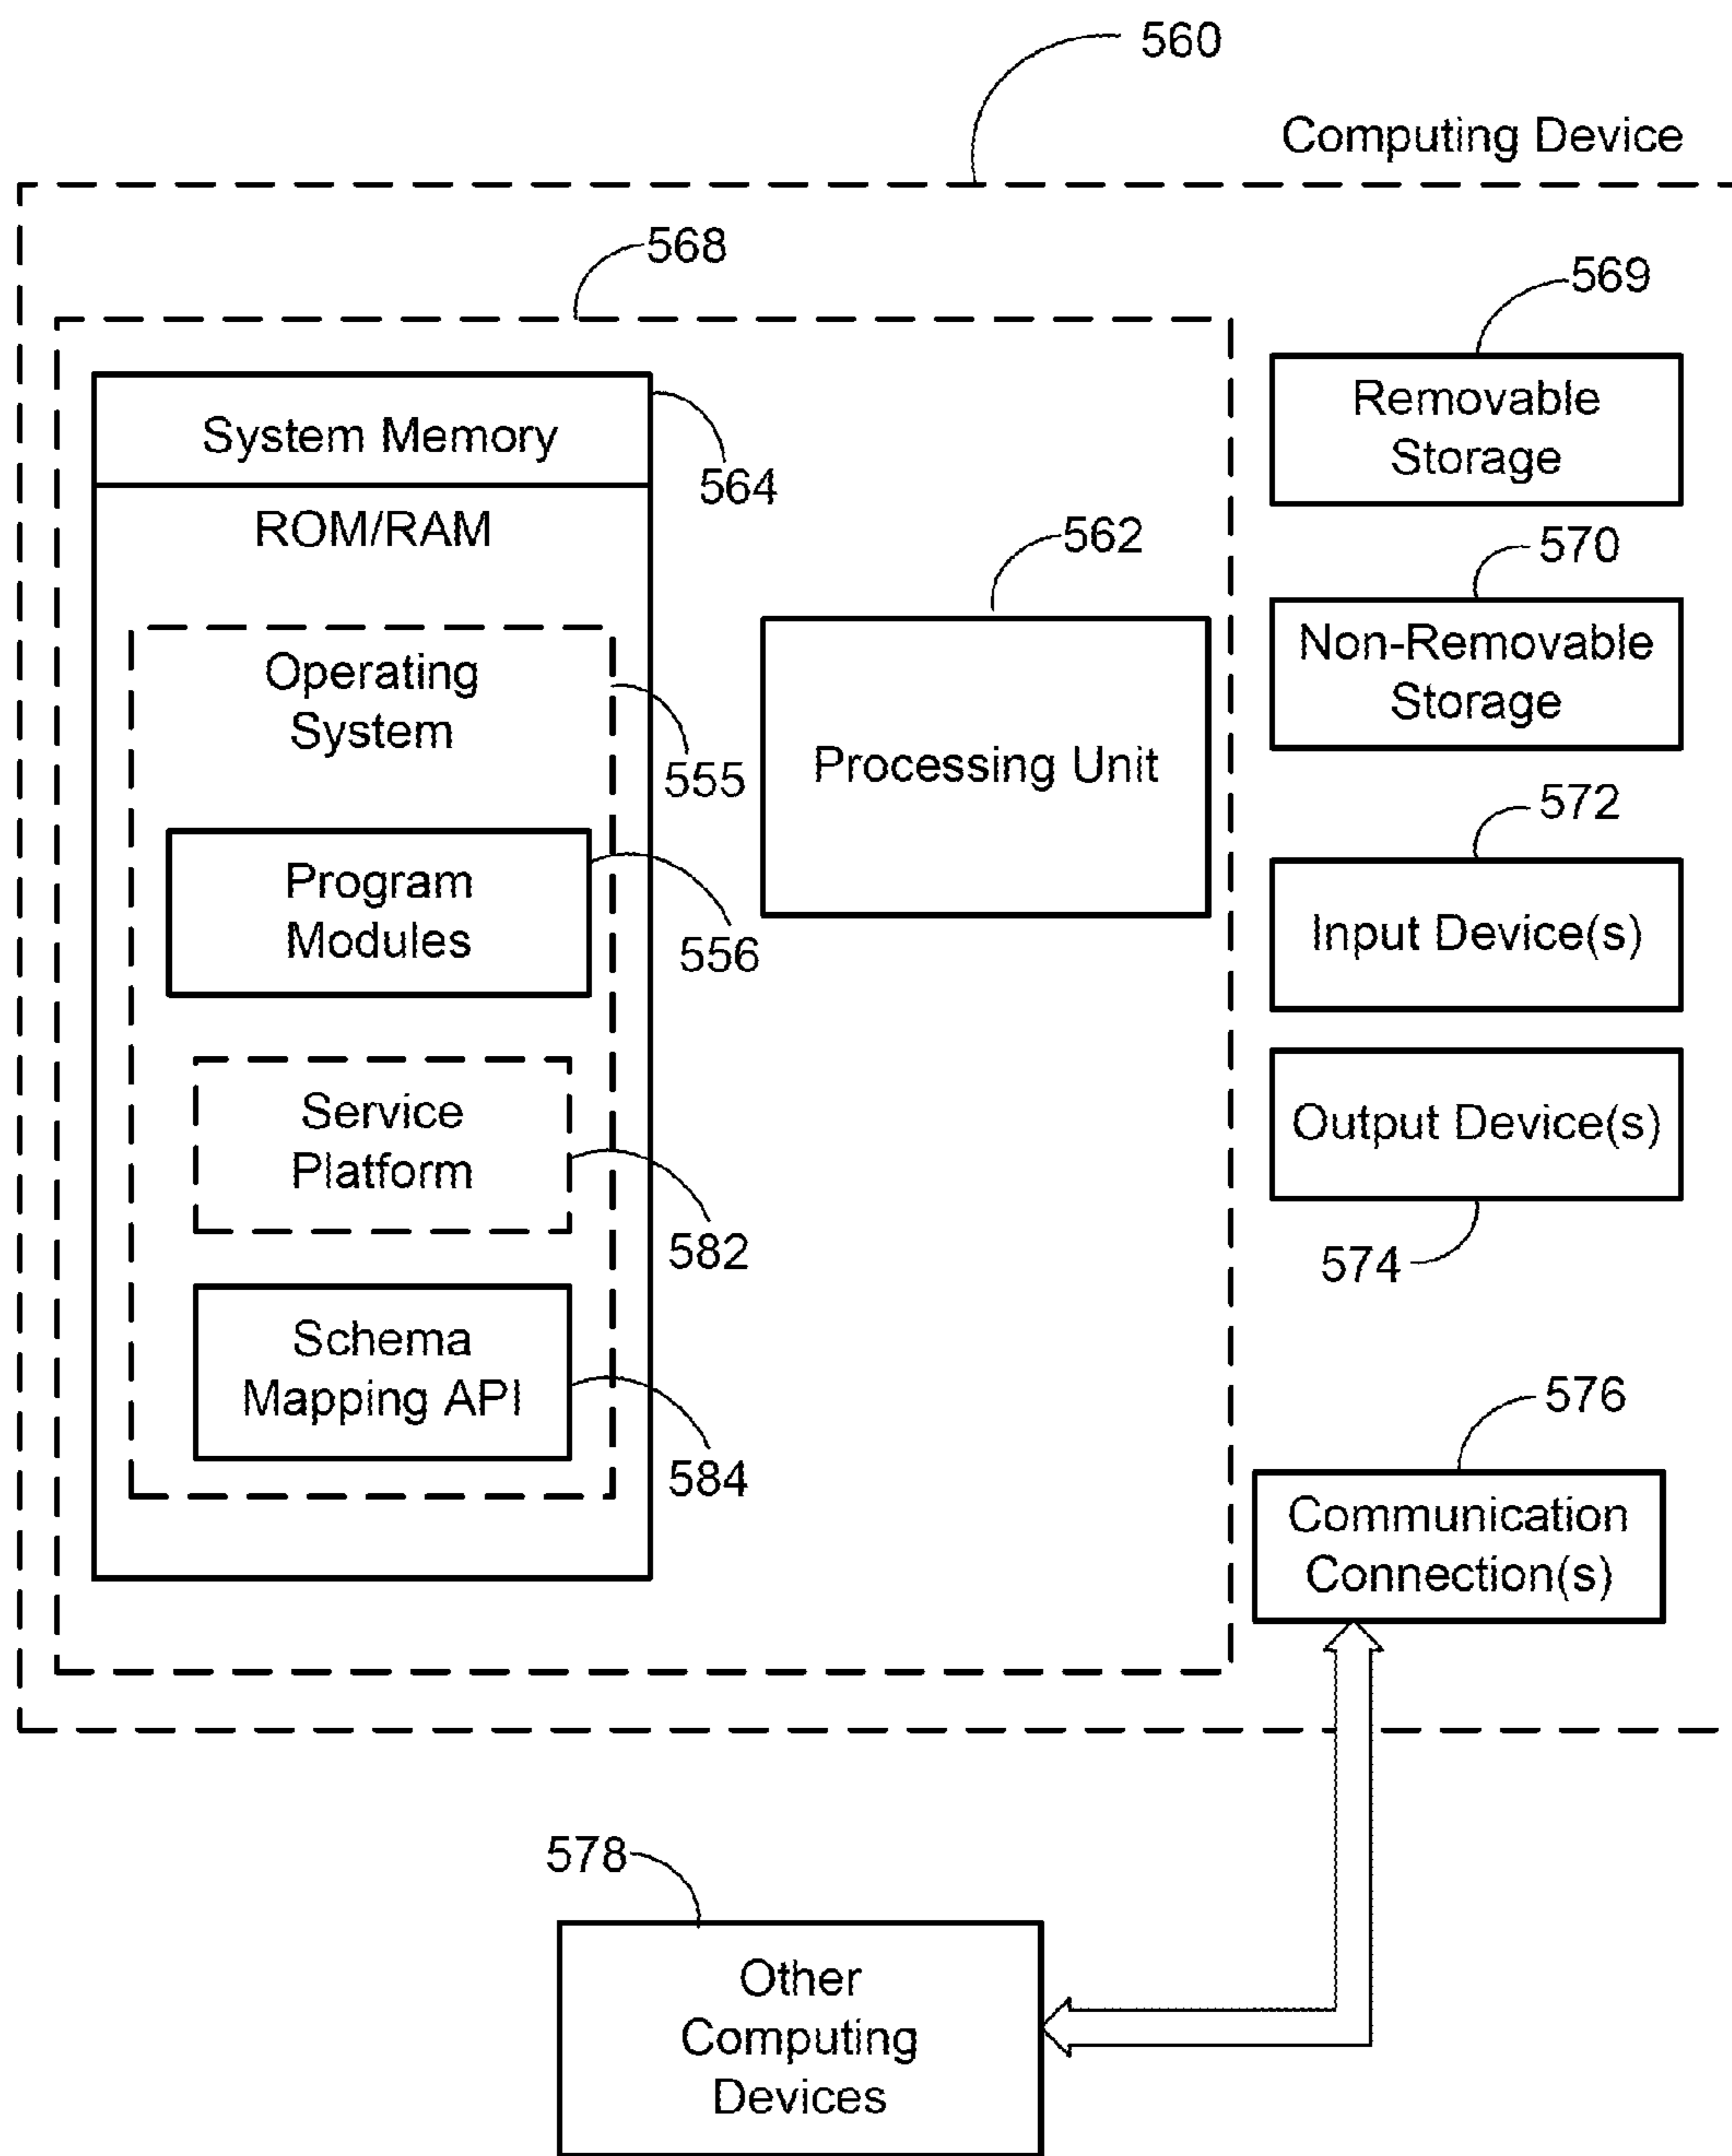 560
Computing Device
568
569
Removable
Storage
System Memory
564
ROM/RAM
562
570
Non-Removable
Storage
Operating
System
555
Processing Unit
572
Input Device(s)
Program
Modules
556
Output Device(s)
574
Service
Platform
582
Schema
Mapping API
584
576
Communication
Connection(s)
578
Other
Computing
Devices